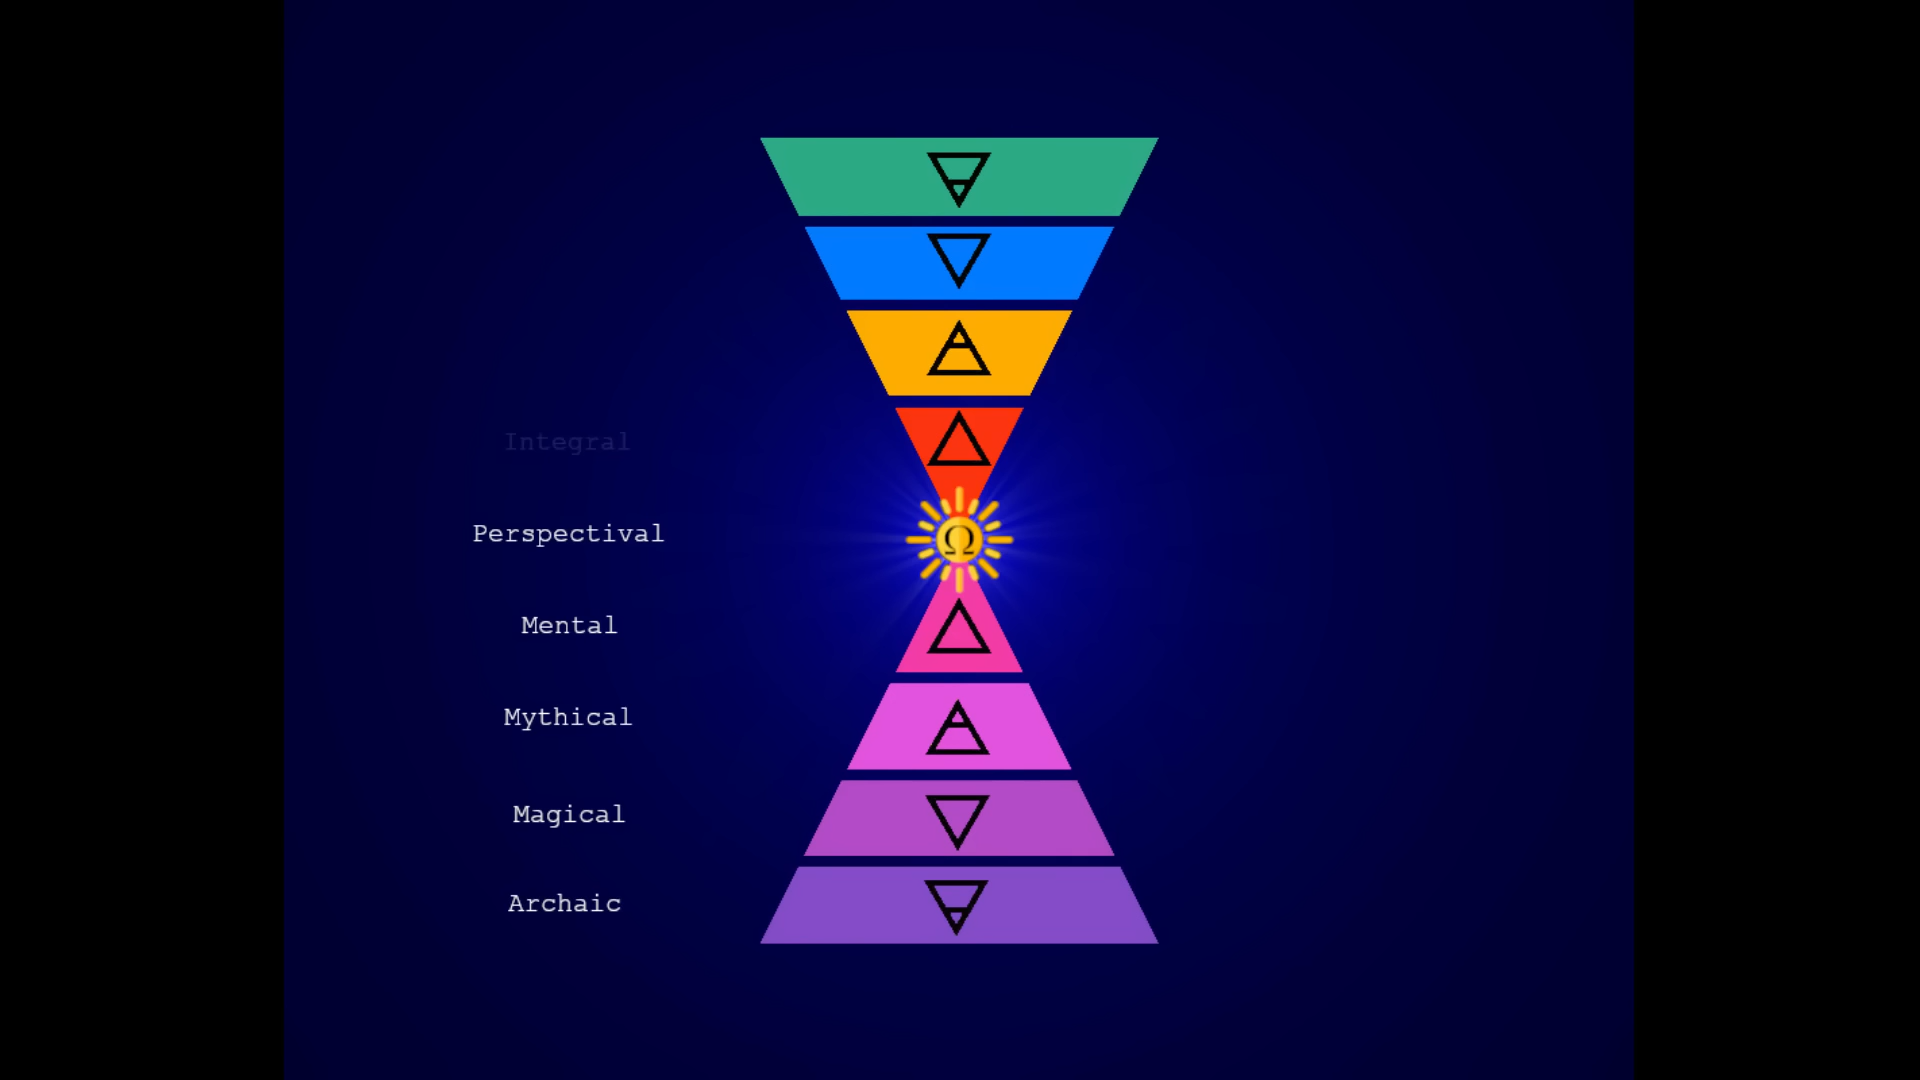 Integral
Perspectival
Ω
Mental
Mythical
Magical
Archaic